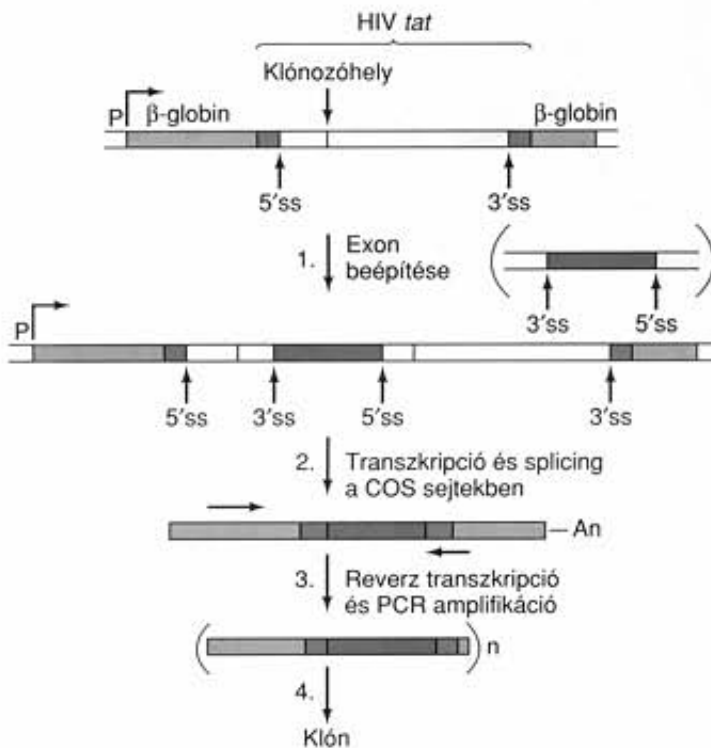 HIV tat
Klónozóhely
P
β-globin
β-globin
5'ss
3'ss
1. Exon
beépítése
3'ss
5'ss
P
5'ss
3'ss
5'ss
3'ss
2. Transzkripció és splicing
a COS sejtekben
An
3. Reverz transzkripció
és PCR amplifikáció
n
4.
Klón